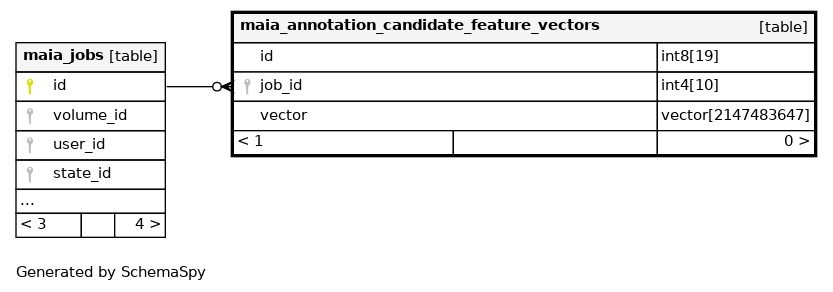 maia_jobs [table]
id
volume_id
user_id
state_id
...
< 3 4 >
maia_annotation_candidate_feature_vectors [table]
id int8[19]
job_id int4[10]
vector vector[2147483647]
< 1 0 >
Generated by SchemaSpy